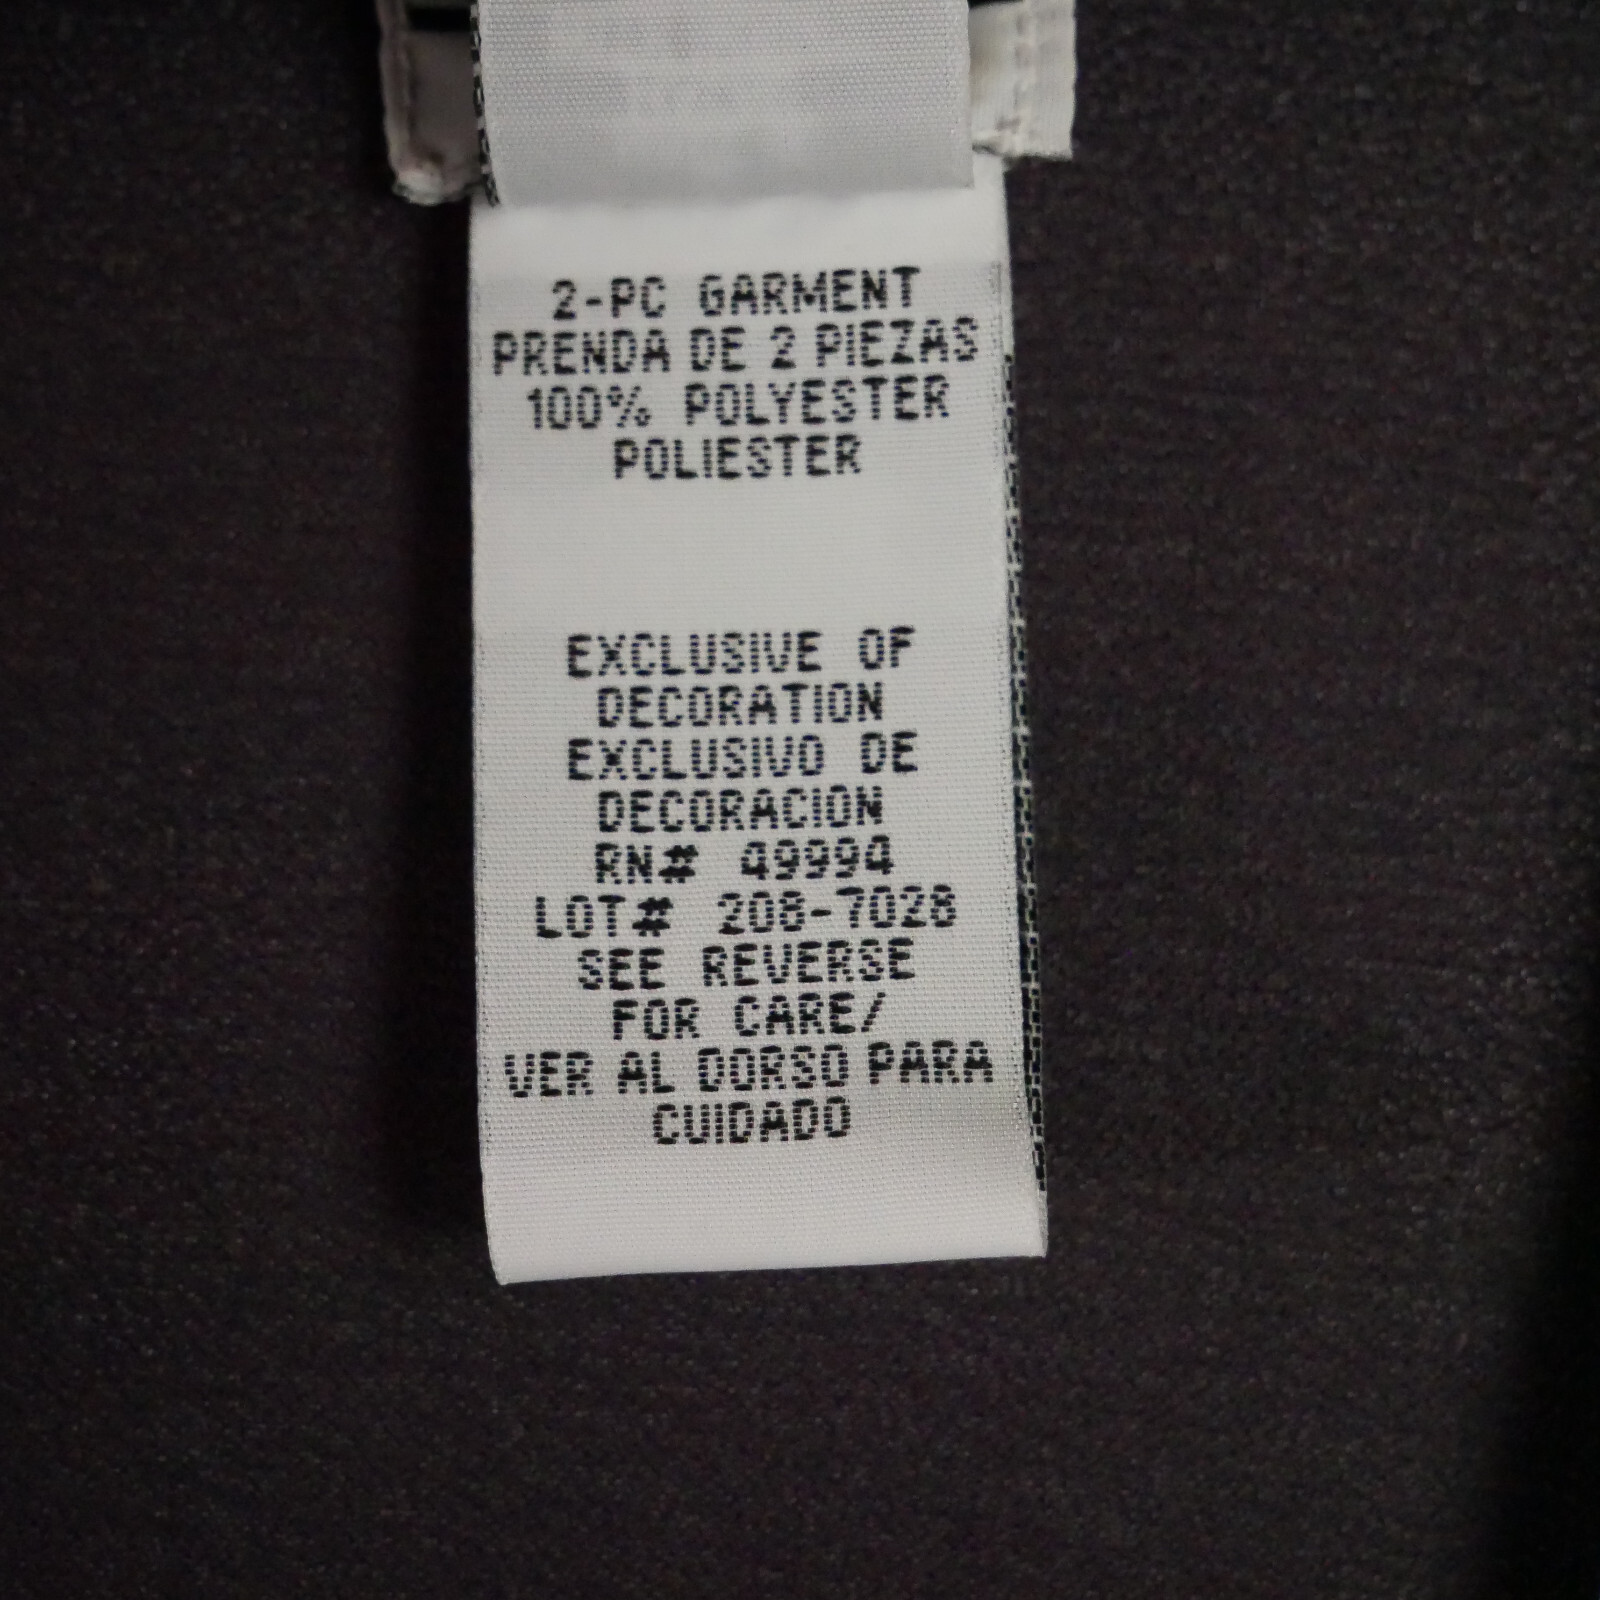 2-PC GARMENT
PRENDA DE 2 PIEZAS
100% POLYESTER
POLIESTER
EXCLUSIVE OF
DECORATION
EXCLUSIVO DE
DECORACION
RN# 49994
LOT# 208-7028
SEE REVERSE
FOR CARE/
VER AL DORSO PARA
CUIDADO